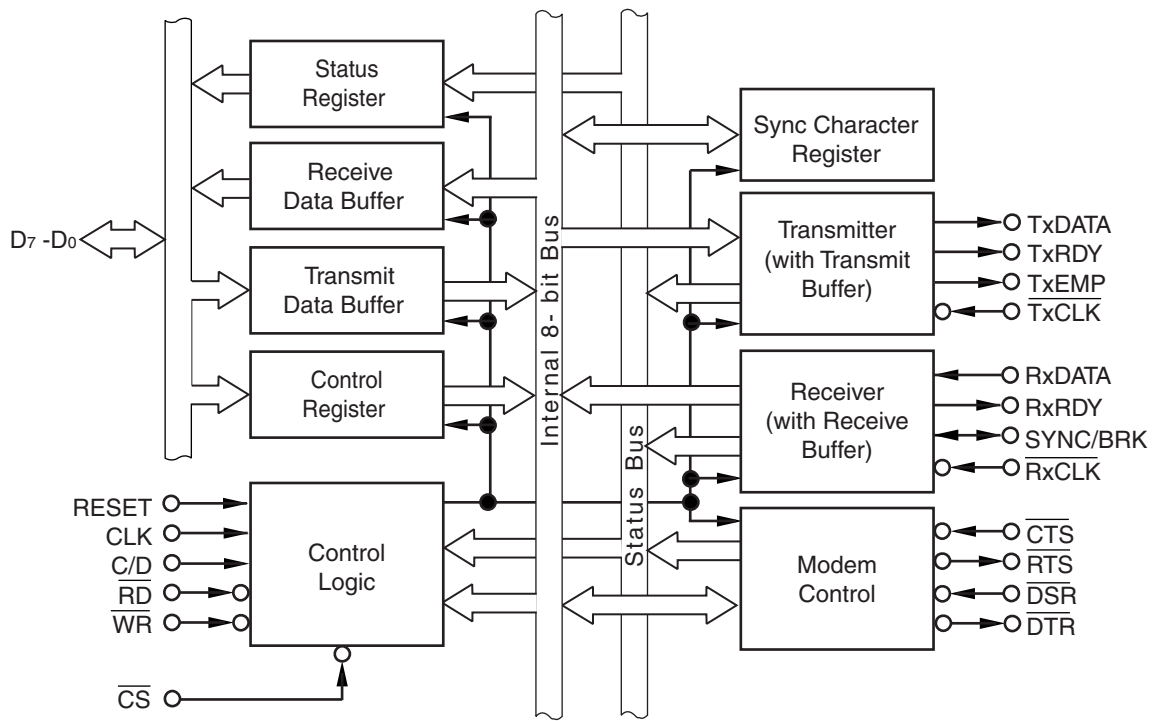 Status
Register
Receive
Data Buffer
D7 -D0
Transmit
Data Buffer
Control
Register
RESET
CLK
C/D
RD
WR
CS
Control
Logic
Internal 8- bit Bus
Status Bus
Sync Character
Register
Transmitter
(with Transmit
Buffer)
TxDATA
TxRDY
TxEMP
TxCLK
Receiver
(with Receive
Buffer)
RxDATA
RxRDY
SYNC/BRK
RxCLK
Modem
Control
CTS
RTS
DSR
DTR